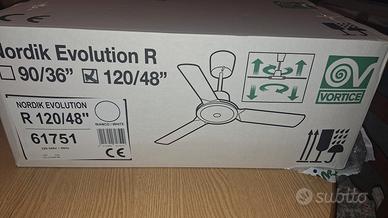 Nordik Evolution R
90/36" 120/48"
VORTICE
NORDIK EVOLUTION
R 120/48"
BIANCO / WHITE
61751
CE
subito